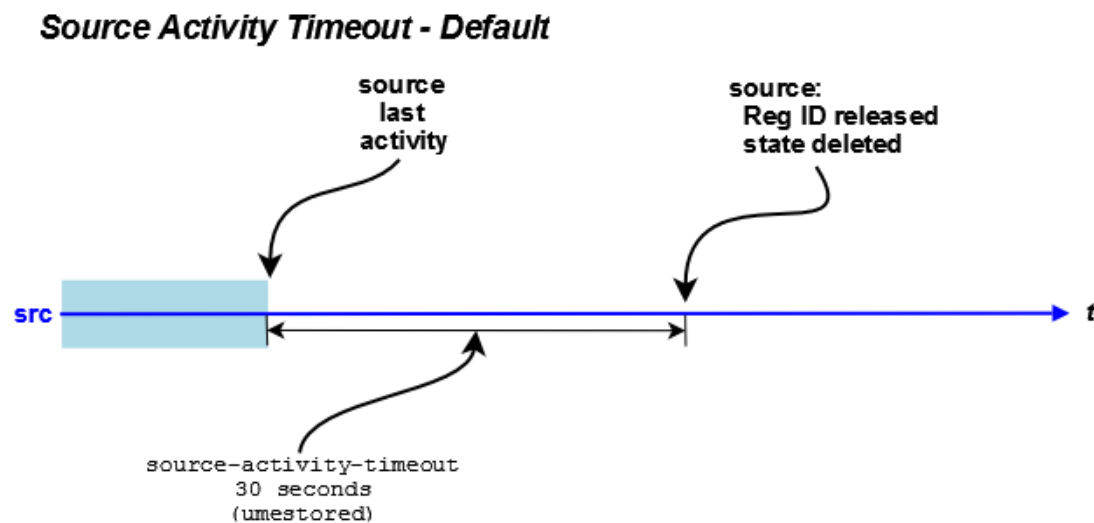 Source Activity Timeout - Default
source
last
activity
source:
Reg ID released
state deleted
src
t
source-activity-timeout
30 seconds
(umestored)